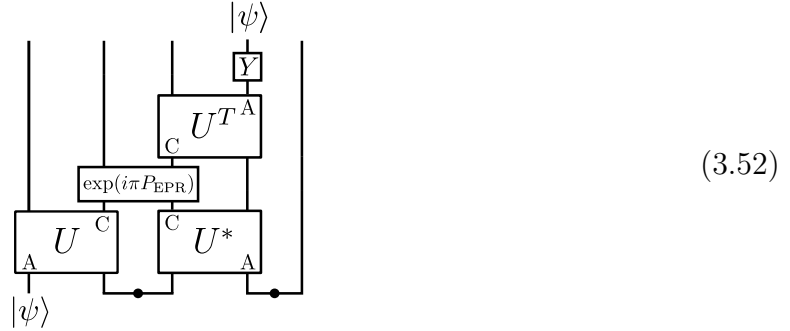 |ψ⟩
Y
A
U^T
C
exp(iπP_EPR)
C
C
U
U*
A
A
|ψ⟩
(3.52)